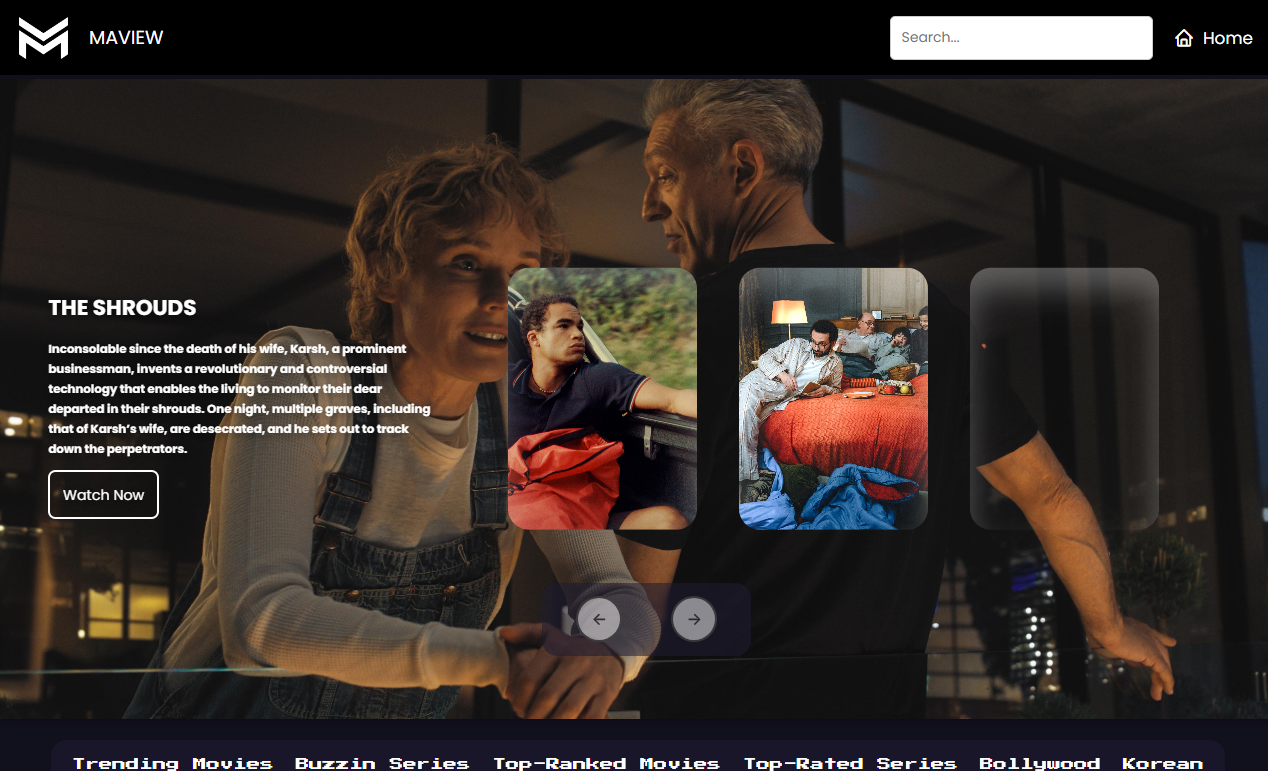 MAVIEW
Search...
Home
THE SHROUDS
Inconsolable since the death of his wife, Karsh, a prominent
businessman, invents a revolutionary and controversial
technology that enables the living to monitor their dear
departed in their shrouds. One night, multiple graves, including
that of Karsh’s wife, are desecrated, and he sets out to track
down the perpetrators.
Watch Now
Trending Movies Buzzin Series Top-Ranked Movies Top-Rated Series Bollywood Korean